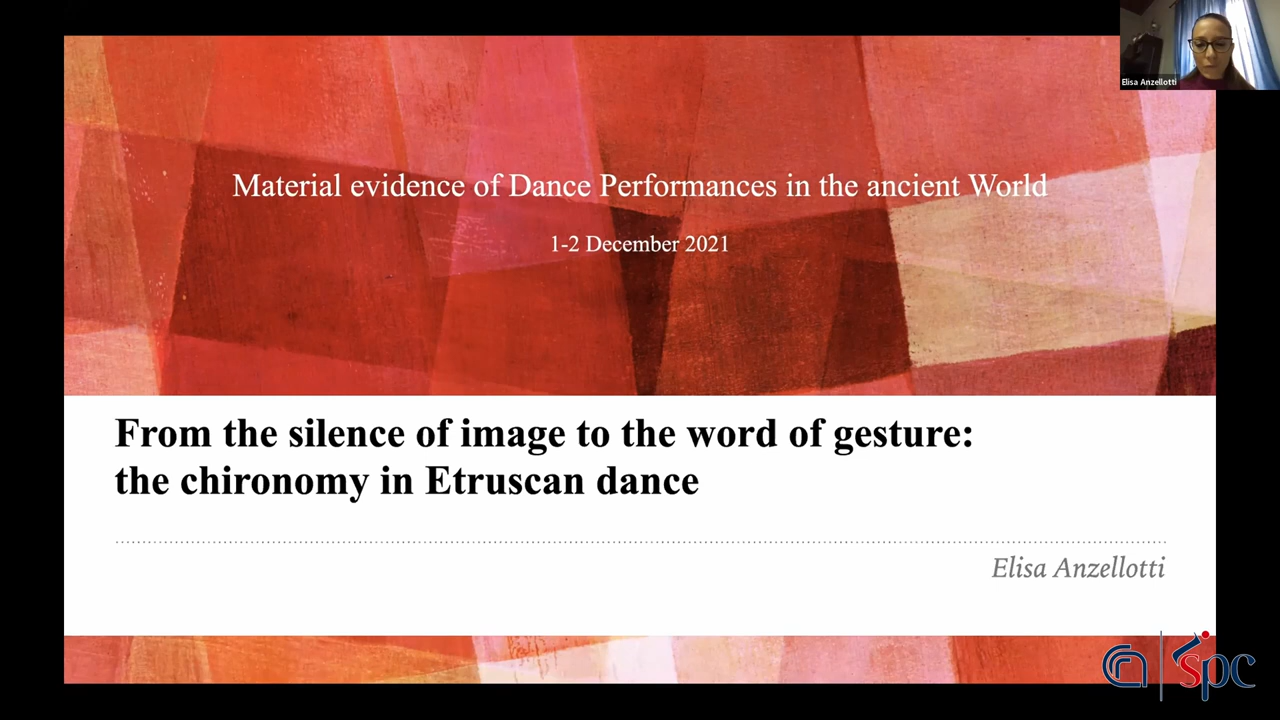 Elisa Anzellotti
Material evidence of Dance Performances in the ancient World
1-2 December 2021
From the silence of image to the word of gesture:
the chironomy in Etruscan dance
Elisa Anzellotti
spc